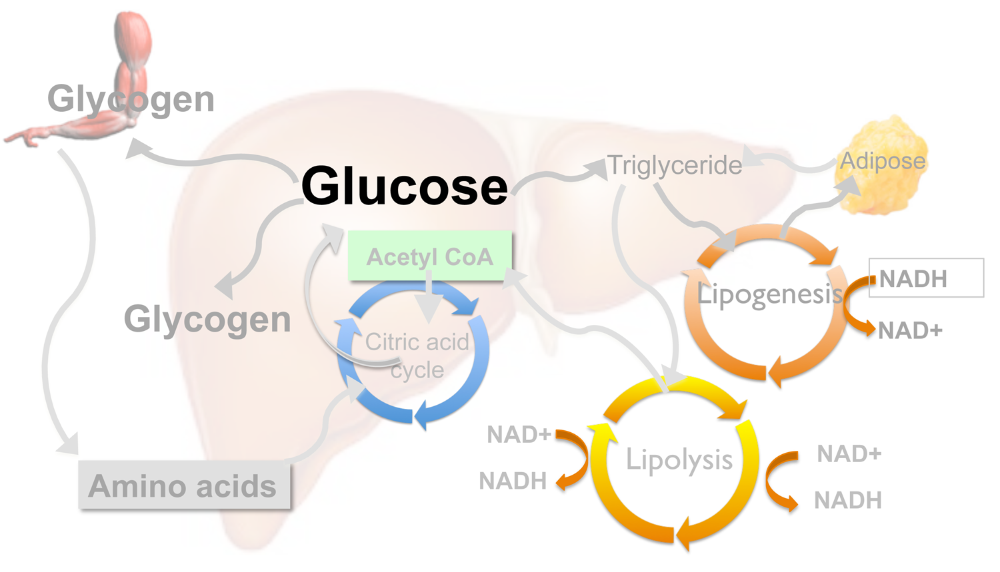 Glycogen
Glucose
Triglyceride
Adipose
Acetyl CoA
NADH
Lipogenesis
Glycogen
NAD+
Citric acid
cycle
NAD+
NAD+
Lipolysis
NADH
Amino acids
NADH